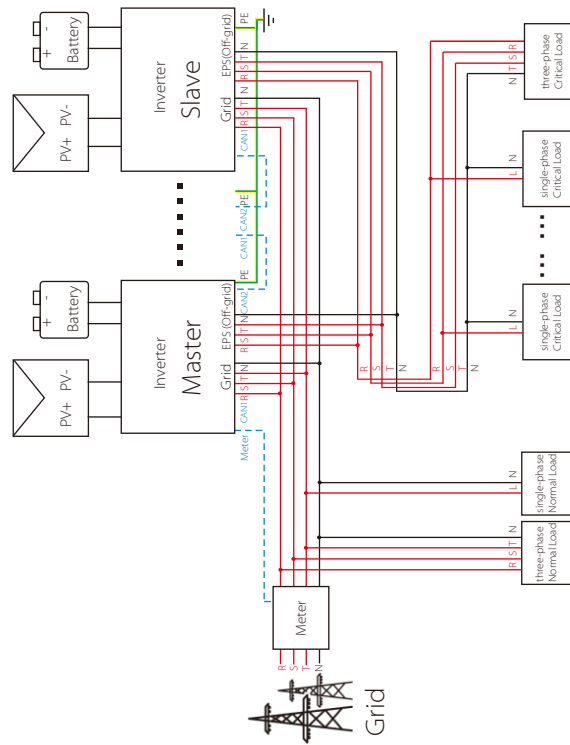 PV+ PV-
+ -
Battery
Inverter
Master
Grid
EPS(Off-grid)
Meter
CAN1
R S T N
R S T N
CAN2
PE
CAN1
CAN2
PE
PV+ PV-
+ -
Battery
Inverter
Slave
Grid
EPS(Off-grid)
CAN1
R S T N
R S T N
PE
R
S
T
N
Meter
Grid
R
S
T
N
R
S
T
N
R S T N
three-phase
Normal Load
L N
single-phase
Normal Load
L N
single-phase
Critical Load
L N
single-phase
Critical Load
N T S R
three-phase
Critical Load